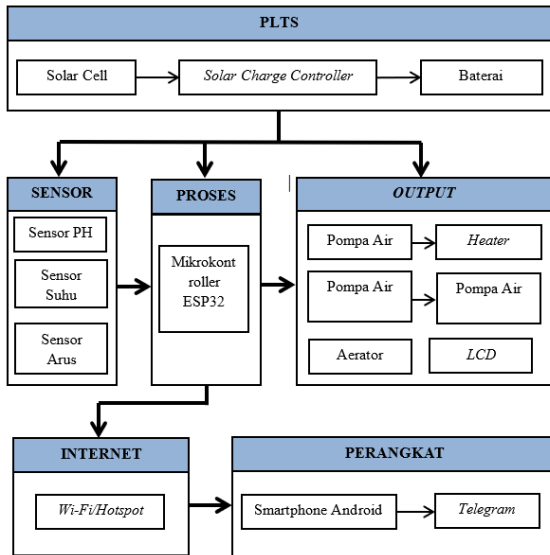 PLTS
Solar Cell
Solar Charge Controller
Baterai
SENSOR
Sensor PH
Sensor
Suhu
Sensor
Arus
PROSES
Mikrokont
roller
ESP32
OUTPUT
Pompa Air
Heater
Pompa Air
Pompa Air
Aerator
LCD
INTERNET
Wi-Fi/Hotspot
PERANGKAT
Smartphone Android
Telegram